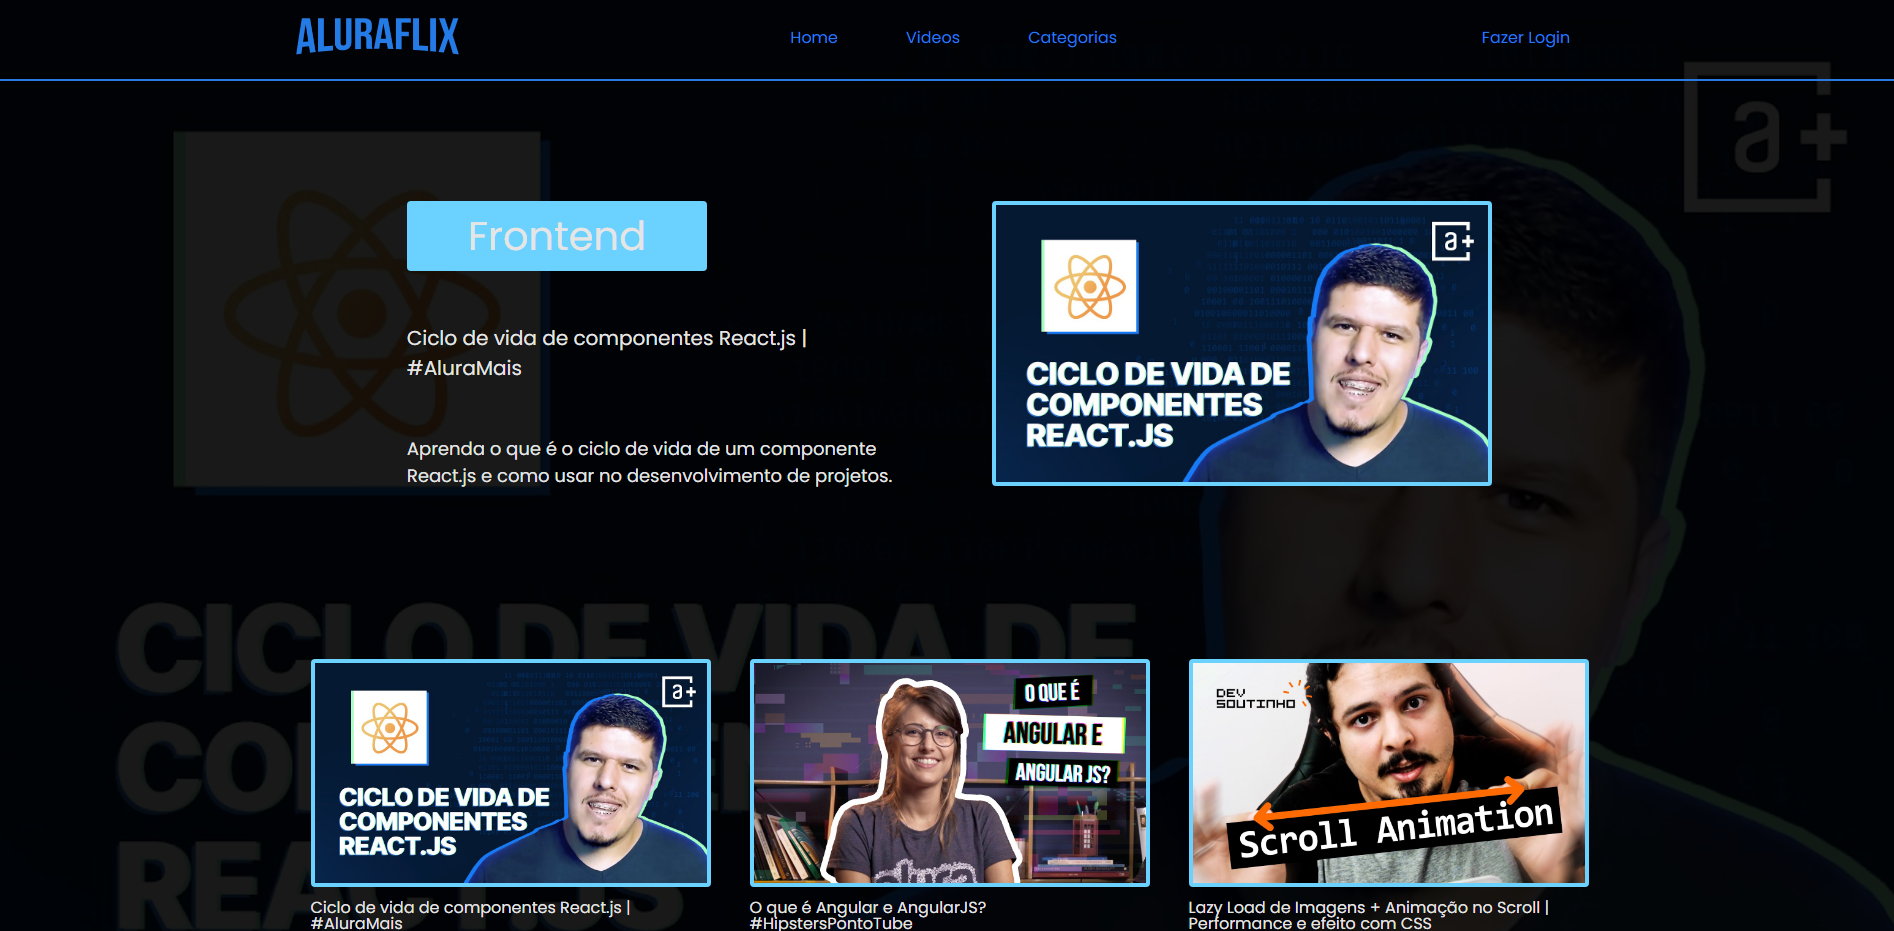 ALURAFLIX
Home
Videos
Categorias
Fazer Login
a+
Frontend
Ciclo de vida de componentes React.js |
#AluraMais
Aprenda o que é o ciclo de vida de um componente
React.js e como usar no desenvolvimento de projetos.
a+
CICLO DE VIDA DE
COMPONENTES
REACT.JS
CICLO DE VIDA DE
REACT.JS
a+
CICLO DE VIDA DE
COMPONENTES
REACT.JS
Ciclo de vida de componentes React.js |
#AluraMais
O QUE É
ANGULAR E
ANGULAR JS?
alura
O que é Angular e AngularJS?
#HipstersPontoTube
DEV
SOUTINHO
Scroll Animation
Lazy Load de Imagens + Animação no Scroll |
Performance e efeito com CSS